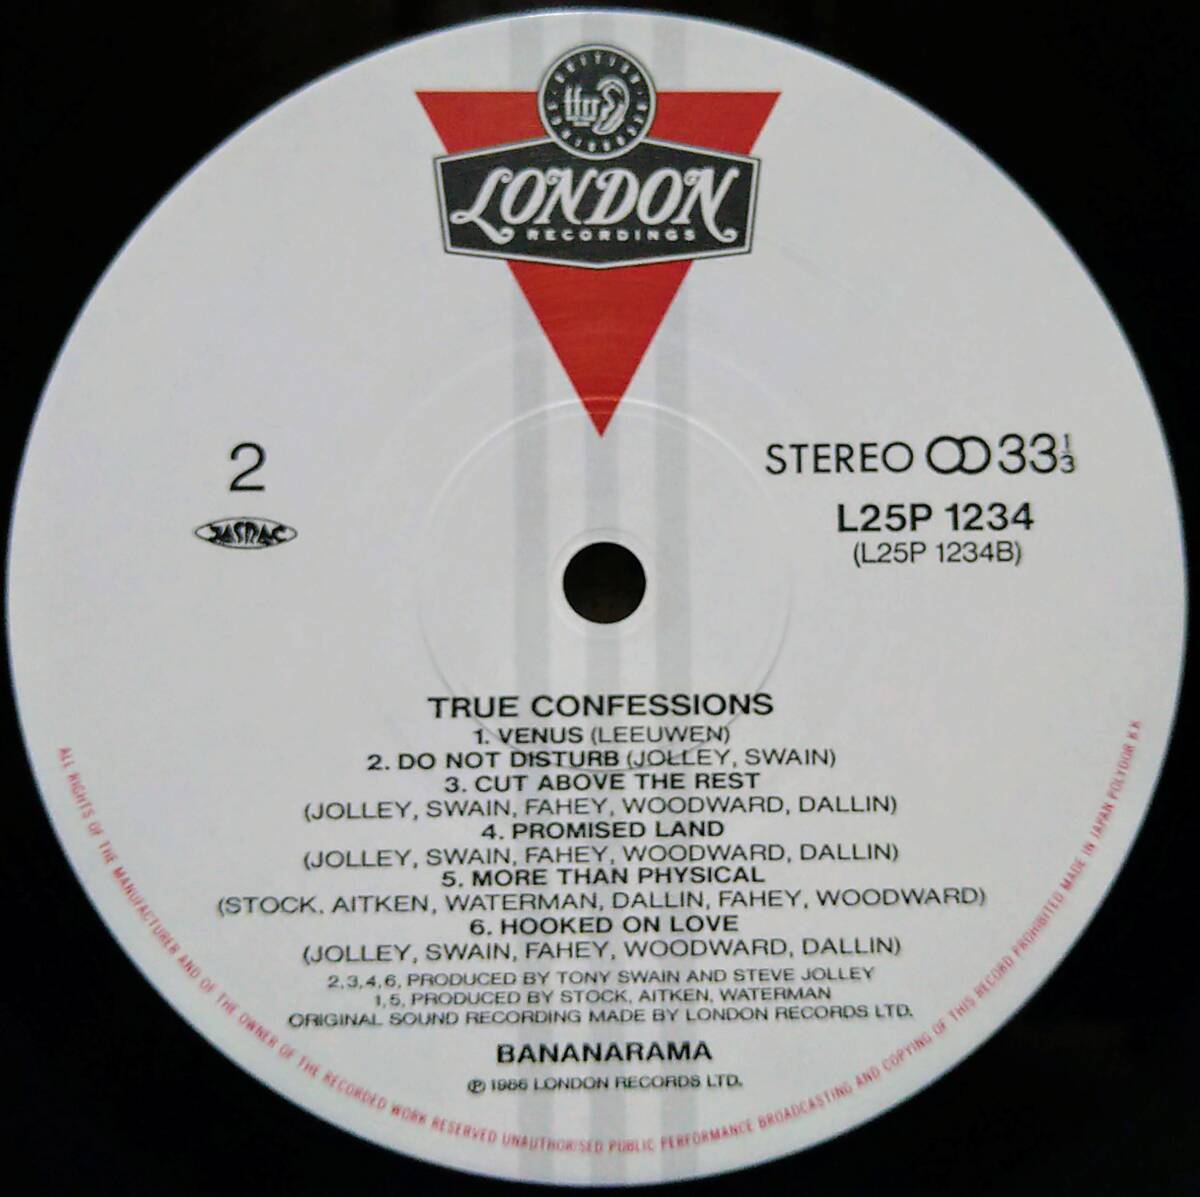 BRITISH RECORDINGS
ffrr
LONDON
RECORDINGS
2
JASRAC
STEREO 33 1/3
L25P 1234
(L25P 1234B)
TRUE CONFESSIONS
1. VENUS (LEEUWEN)
2. DO NOT DISTURB (JOLLEY, SWAIN)
3. CUT ABOVE THE REST
(JOLLEY, SWAIN, FAHEY, WOODWARD, DALLIN)
4. PROMISED LAND
(JOLLEY, SWAIN, FAHEY, WOODWARD, DALLIN)
5. MORE THAN PHYSICAL
(STOCK, AITKEN, WATERMAN, DALLIN, FAHEY, WOODWARD)
6. HOOKED ON LOVE
(JOLLEY, SWAIN, FAHEY, WOODWARD, DALLIN)
2,3,4,6, PRODUCED BY TONY SWAIN AND STEVE JOLLEY
1,5, PRODUCED BY STOCK, AITKEN, WATERMAN
ORIGINAL SOUND RECORDING MADE BY LONDON RECORDS LTD.
BANANARAMA
℗ 1986 LONDON RECORDS LTD.
ALL RIGHTS OF THE MANUFACTURER AND OF THE OWNER OF THE RECORDED WORK RESERVED UNAUTHORISED PUBLIC PERFORMANCE BROADCASTING AND COPYING OF THIS RECORD PROHIBITED MADE IN JAPAN POLYDOR K.K